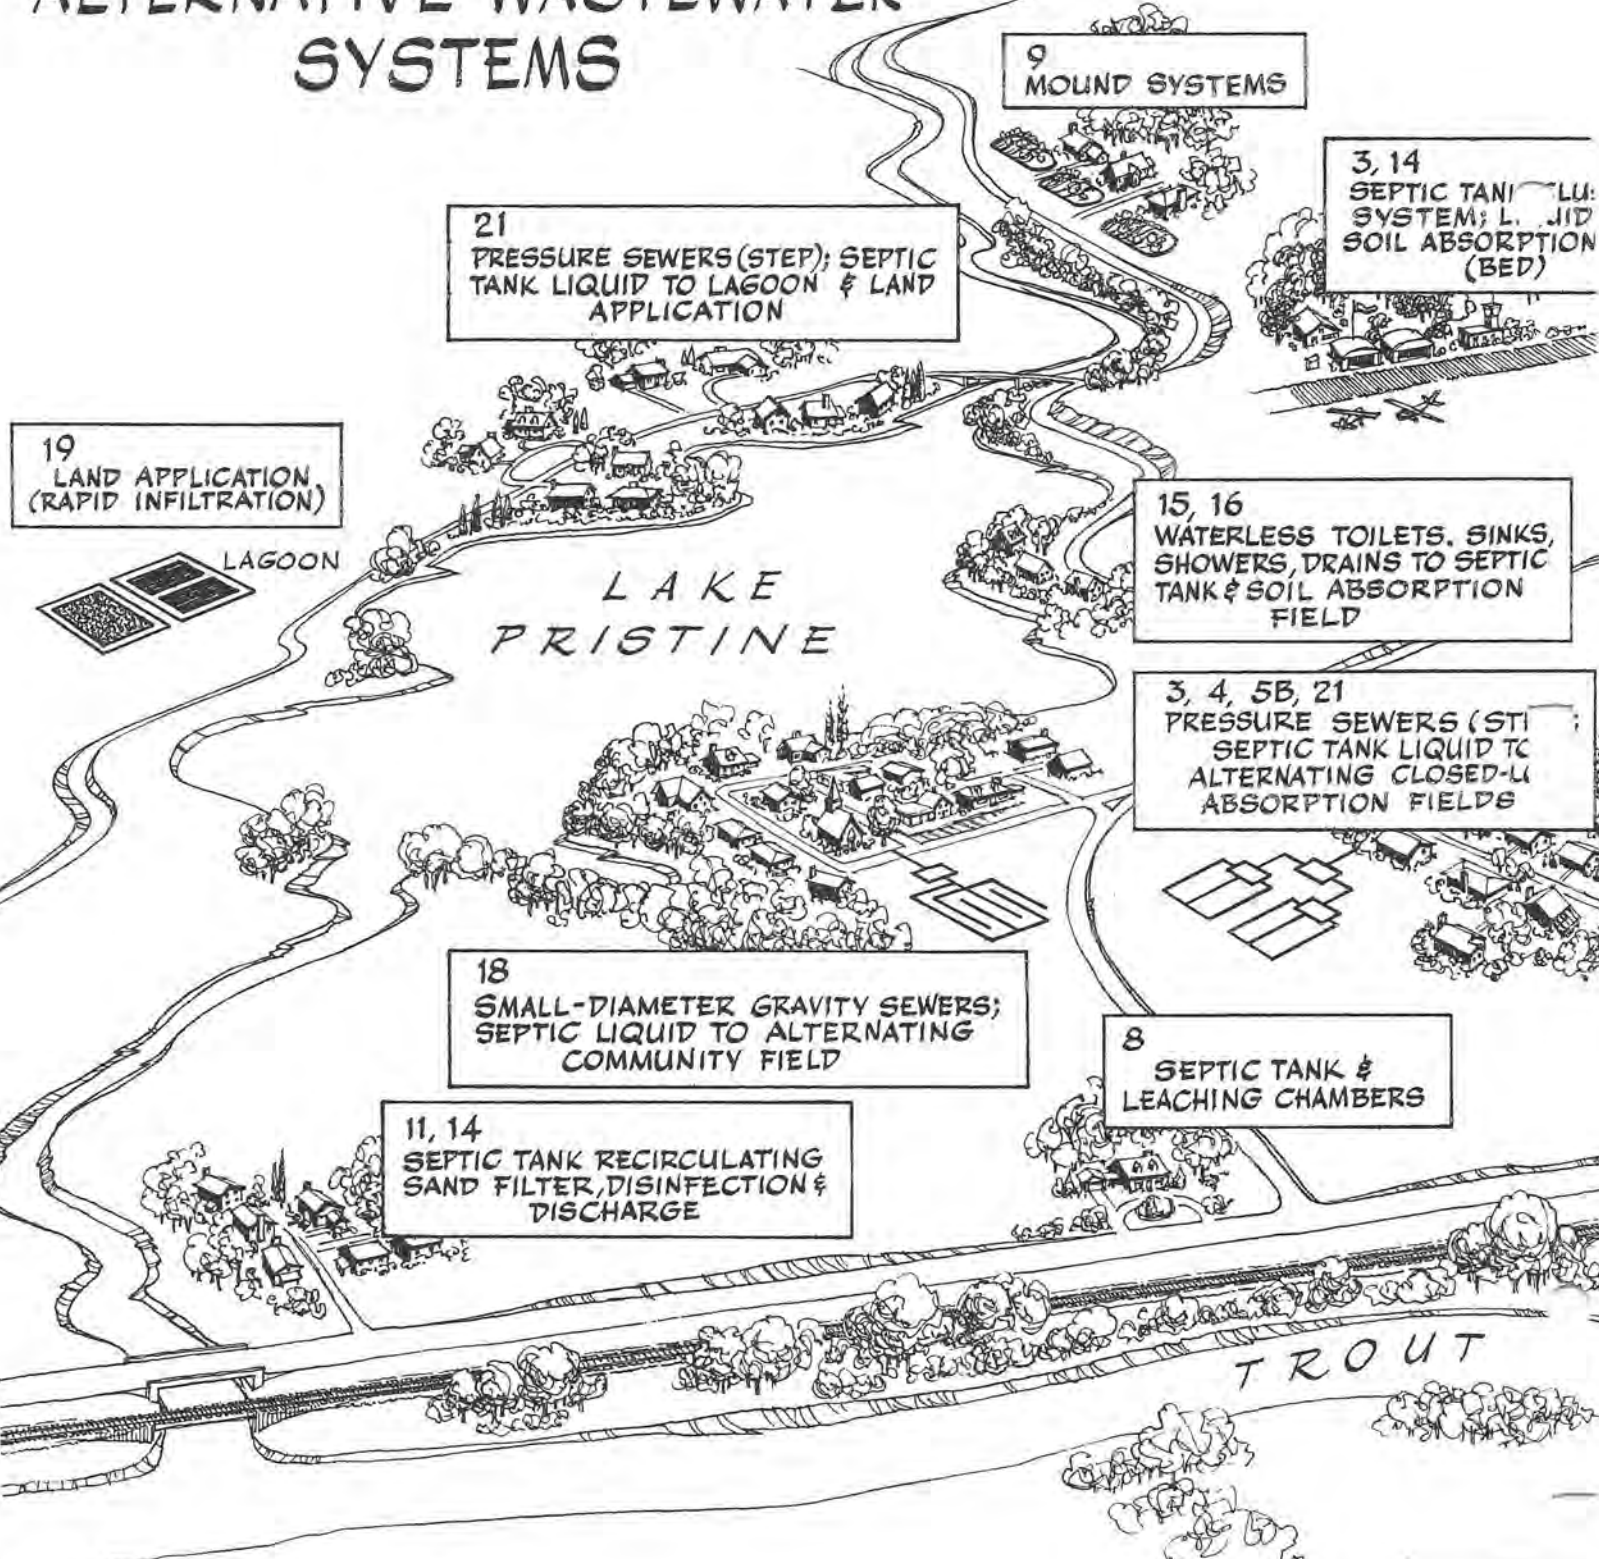 ALTERNATIVE WASTEWATER
SYSTEMS
9
MOUND SYSTEMS
3, 14
SEPTIC
SYSTEM;
SOIL ABSORPTION
(BED)
21
PRESSURE SEWERS (STEP); SEPTIC
TANK LIQUID TO LAGOON & LAND
APPLICATION
19
LAND APPLICATION
(RAPID INFILTRATION)
LAGOON
LAKE
PRISTINE
15, 16
WATERLESS TOILETS. SINKS,
SHOWERS, DRAINS TO SEPTIC
TANK & SOIL ABSORPTION
FIELD
3, 4, 5B, 21
PRESSURE SEWERS
SEPTIC TANK LIQUID
ALTERNATING
ABSORPTION FIELDS
18
SMALL-DIAMETER GRAVITY SEWERS;
SEPTIC LIQUID TO ALTERNATING
COMMUNITY FIELD
8
SEPTIC TANK &
LEACHING CHAMBERS
11, 14
SEPTIC TANK RECIRCULATING
SAND FILTER, DISINFECTION &
DISCHARGE
TROUT